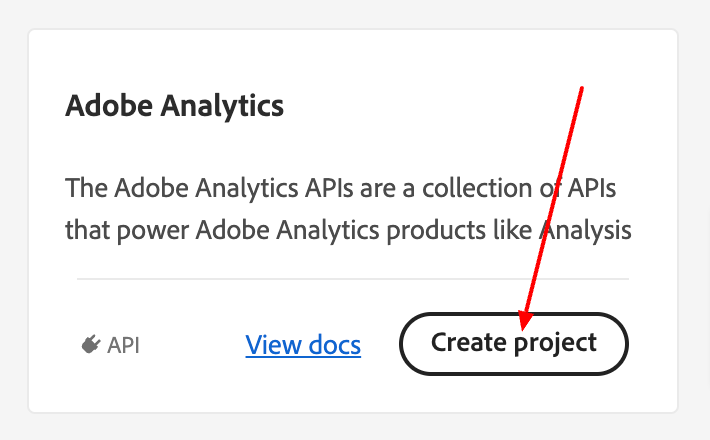 Adobe Analytics
The Adobe Analytics APIs are a collection of APIs
that power Adobe Analytics products like Analysis
API
View docs
Create project